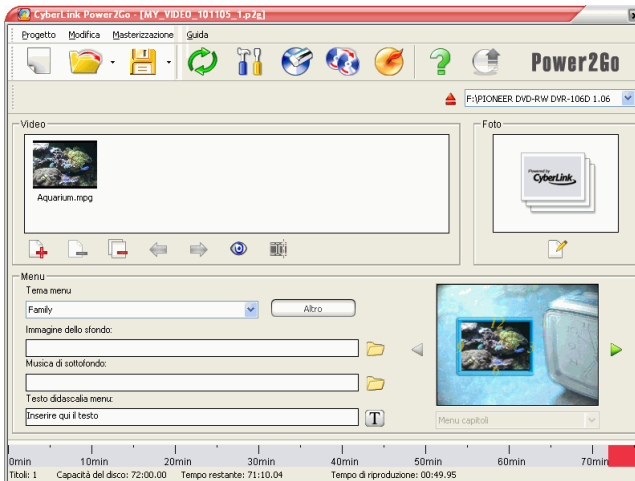 CyberLink Power2Go - [MY_VIDEO_101105_1.p2g]
Progetto Modifica Masterizzazione Guida
Power2Go
F:\PIONEER DVD-RW DVR-106D 1.06
Video
Foto
Aquarium.mpg
Powered by
CyberLink
Menu
Tema menu
Family
Altro
Immagine dello sfondo:
Musica di sottofondo:
Testo didascalia menu:
Inserire qui il testo
T
Menu capitoli
0min 10min 20min 30min 40min 50min 60min 70min
Titoli: 1 Capacità del disco: 72:00.00 Tempo restante: 71:10.04 Tempo di riproduzione: 00:49.95